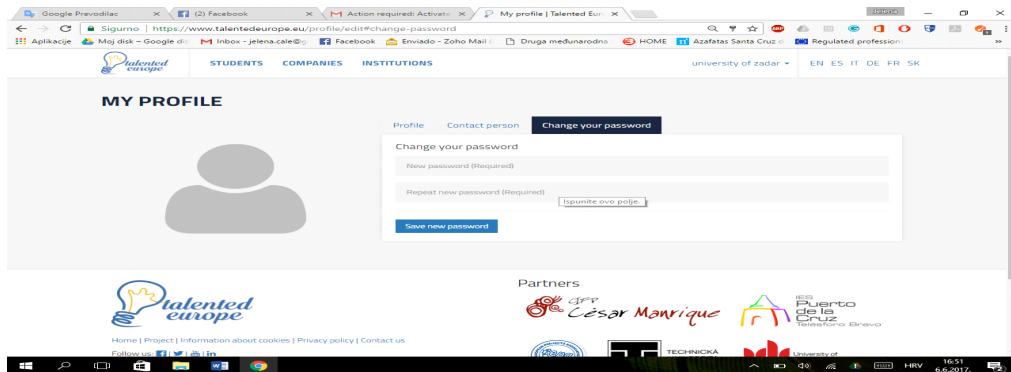 Google Prevodilac
(2) Facebook
Action required: Activate
My profile | Talented Eur
Jelena
Sigurno | https://www.talentedeurope.eu/profile/edit#change-password
Aplikacije
Moj disk – Google dis
Inbox - jelena.cale@g
Facebook
Enviado - Zoho Mail (
Druga međunarodna
HOME
Azafatas Santa Cruz d
Regulated profession
talented
europe
STUDENTS COMPANIES INSTITUTIONS
university of zadar
EN ES IT DE FR SK
MY PROFILE
Profile Contact person Change your password
Change your password
New password (Required)
Repeat new password (Required)
Ispunite ovo polje.
Save new password
talented
europe
Home | Project | Information about cookies | Privacy policy | Contact us
Follow us:
Partners
CIFP
César Manrique
IES
Puerto
de la
Cruz
Telesforo Bravo
TECHNICKÁ
University of
HRV
16:51
6.6.2017.